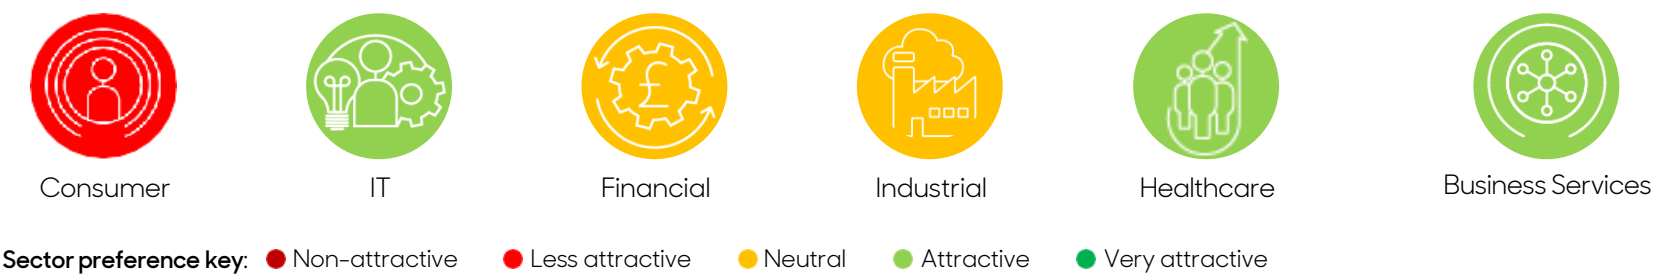 £
Consumer
IT
Financial
Industrial
Healthcare
Business Services
Sector preference key: Non-attractive Less attractive Neutral Attractive Very attractive